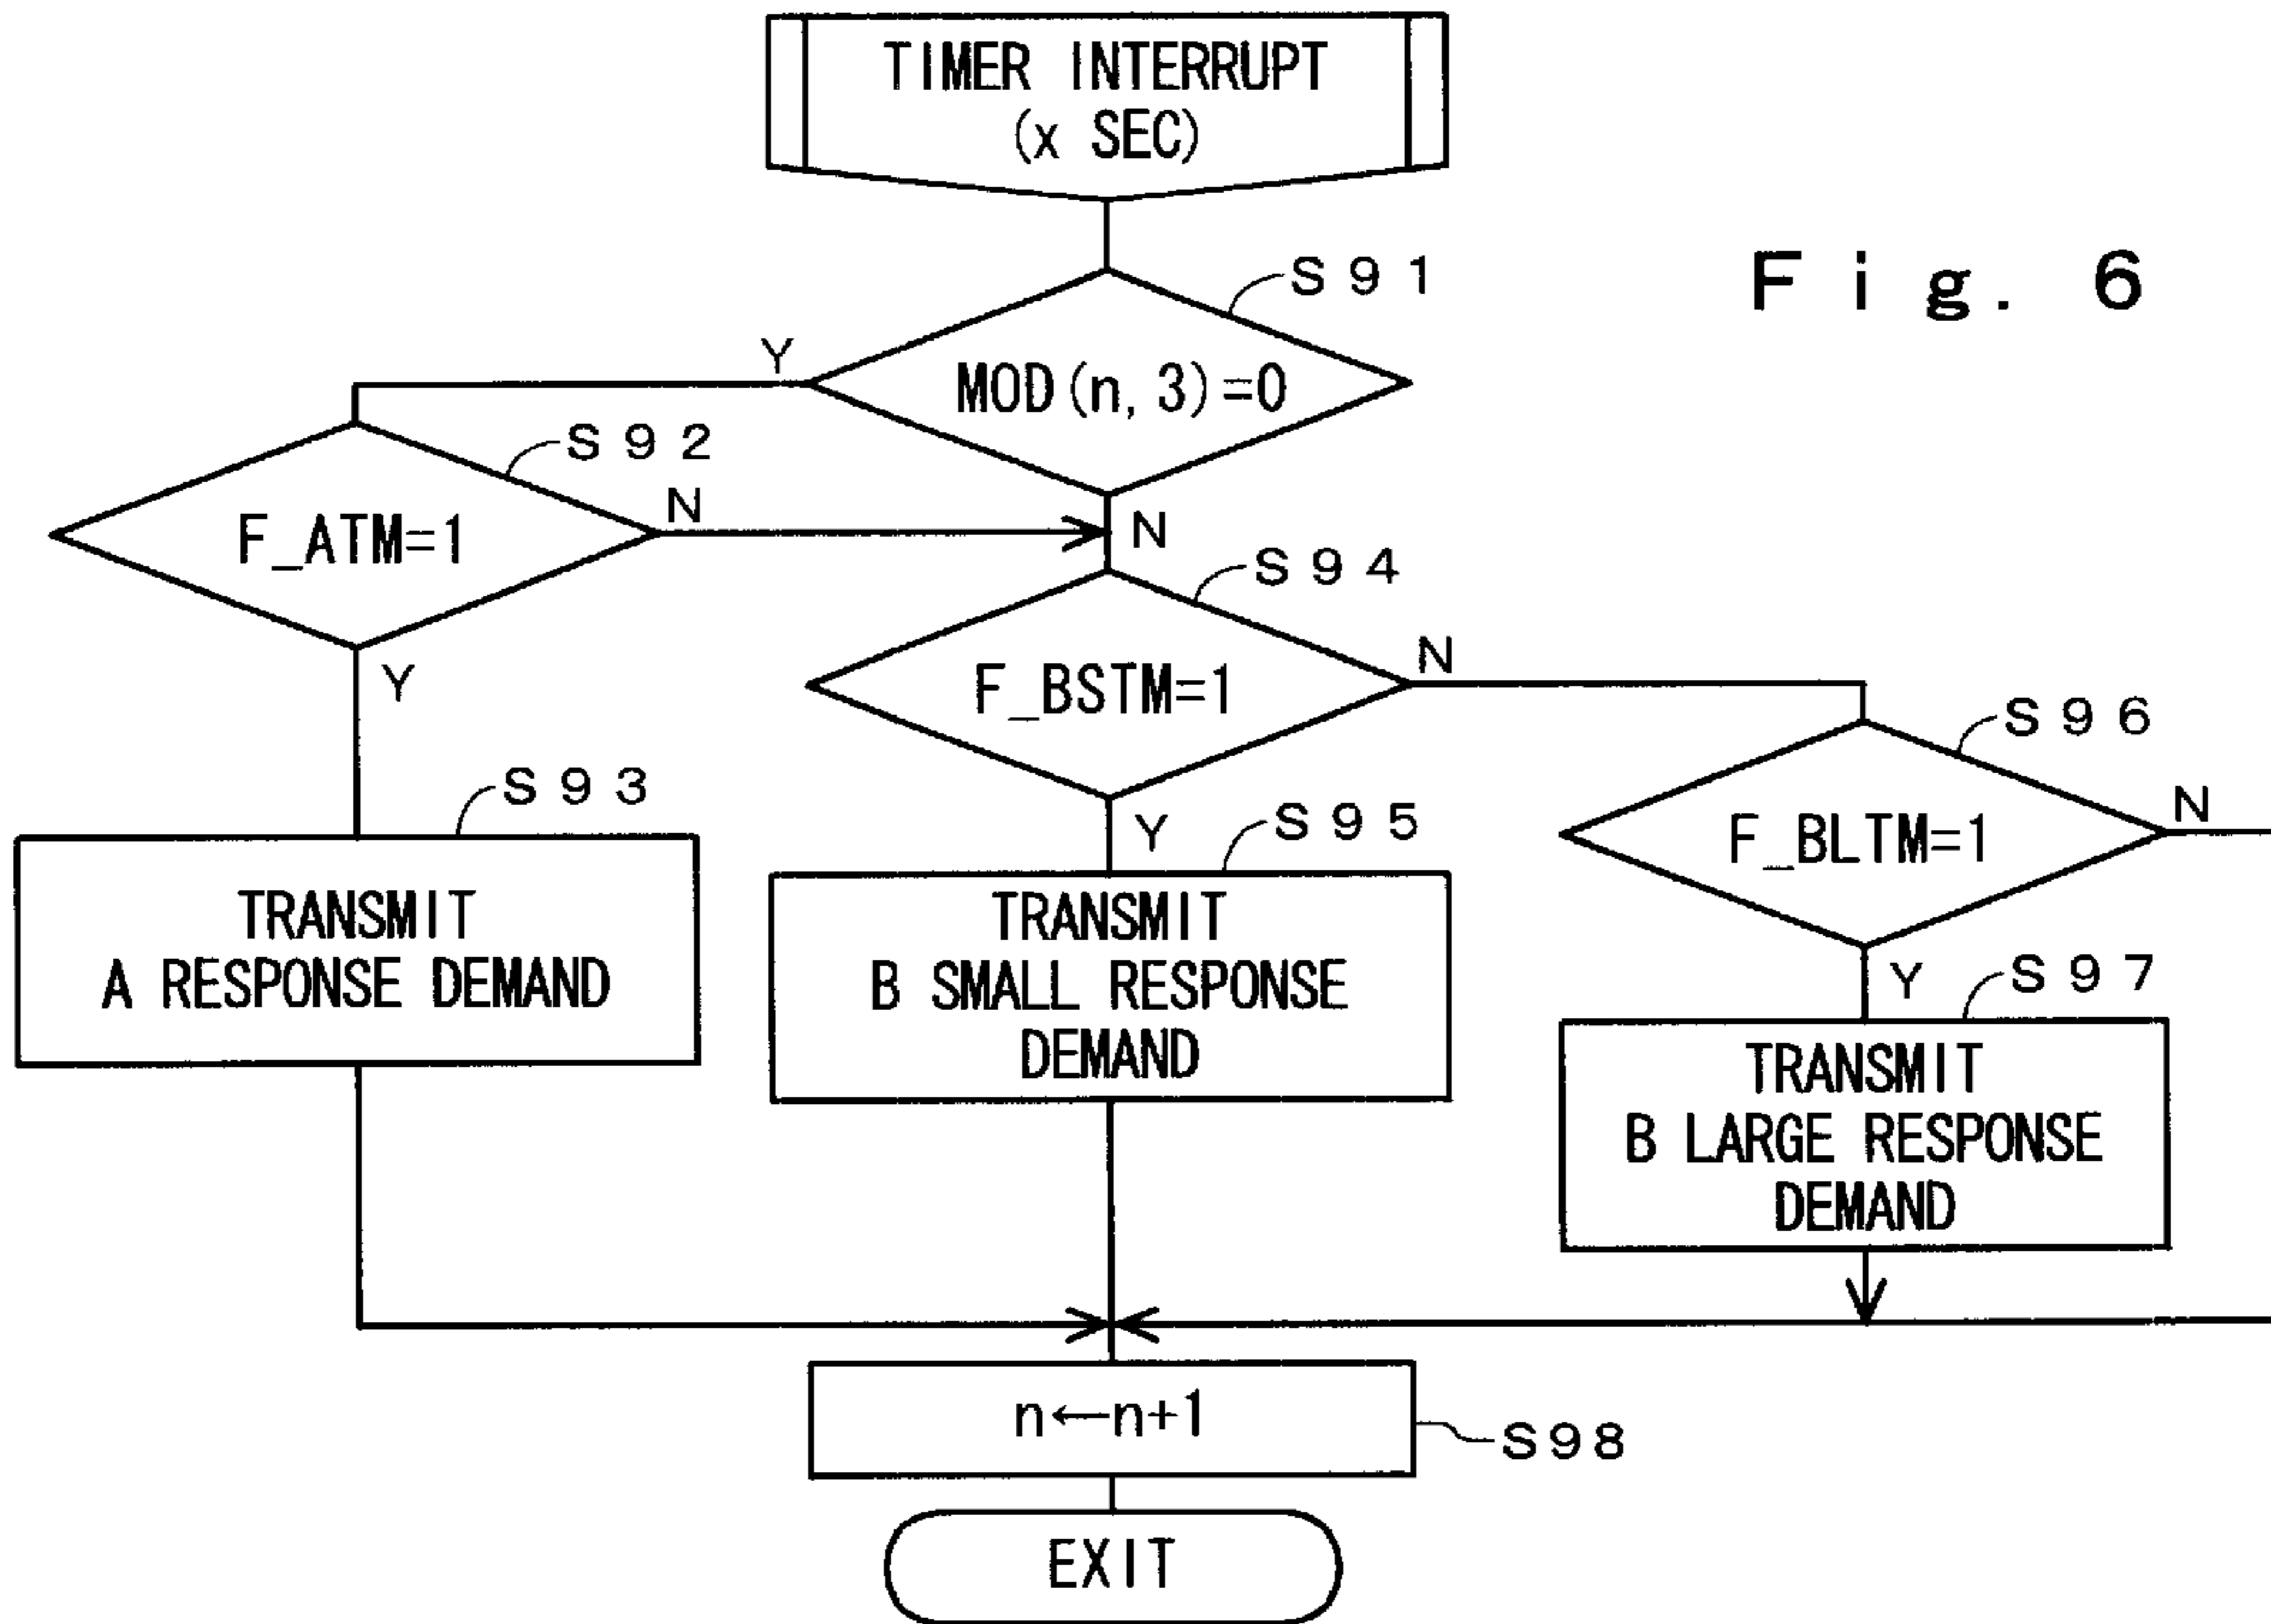 TIMER INTERRUPT
(x SEC)
Fig. 6
S91
Y
MOD(n,3)=0
S92
N
N
F_ATM=1
S94
Y
F_BSTM=1
N
S96
S93
Y
S95
F_BLTM=1
N
TRANSMIT
A RESPONSE DEMAND
TRANSMIT
B SMALL RESPONSE
DEMAND
Y
S97
TRANSMIT
B LARGE RESPONSE
DEMAND
n←n+1
S98
EXIT